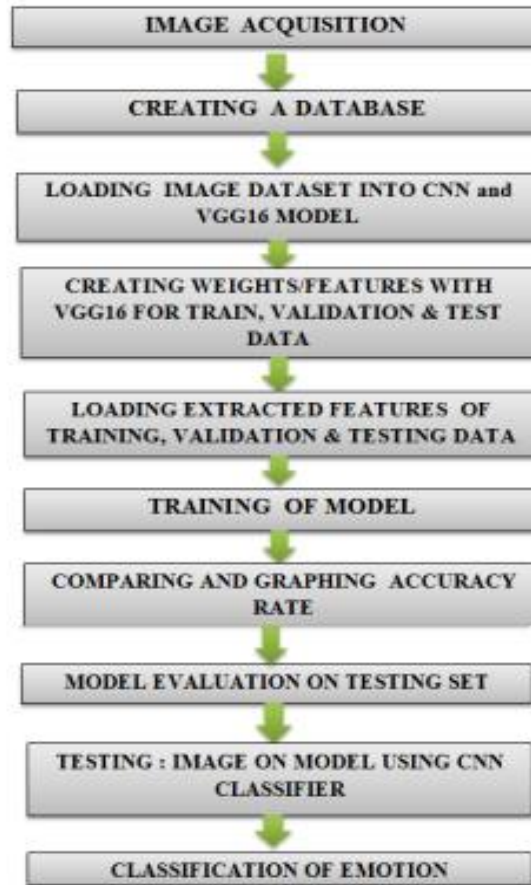 IMAGE ACQUISITION
CREATING A DATABASE
LOADING IMAGE DATASET INTO CNN and
VGG16 MODEL
CREATING WEIGHTS/FEATURES WITH
VGG16 FOR TRAIN, VALIDATION & TEST
DATA
LOADING EXTRACTED FEATURES OF
TRAINING, VALIDATION & TESTING DATA
TRAINING OF MODEL
COMPARING AND GRAPHING ACCURACY
RATE
MODEL EVALUATION ON TESTING SET
TESTING : IMAGE ON MODEL USING CNN
CLASSIFIER
CLASSIFICATION OF EMOTION